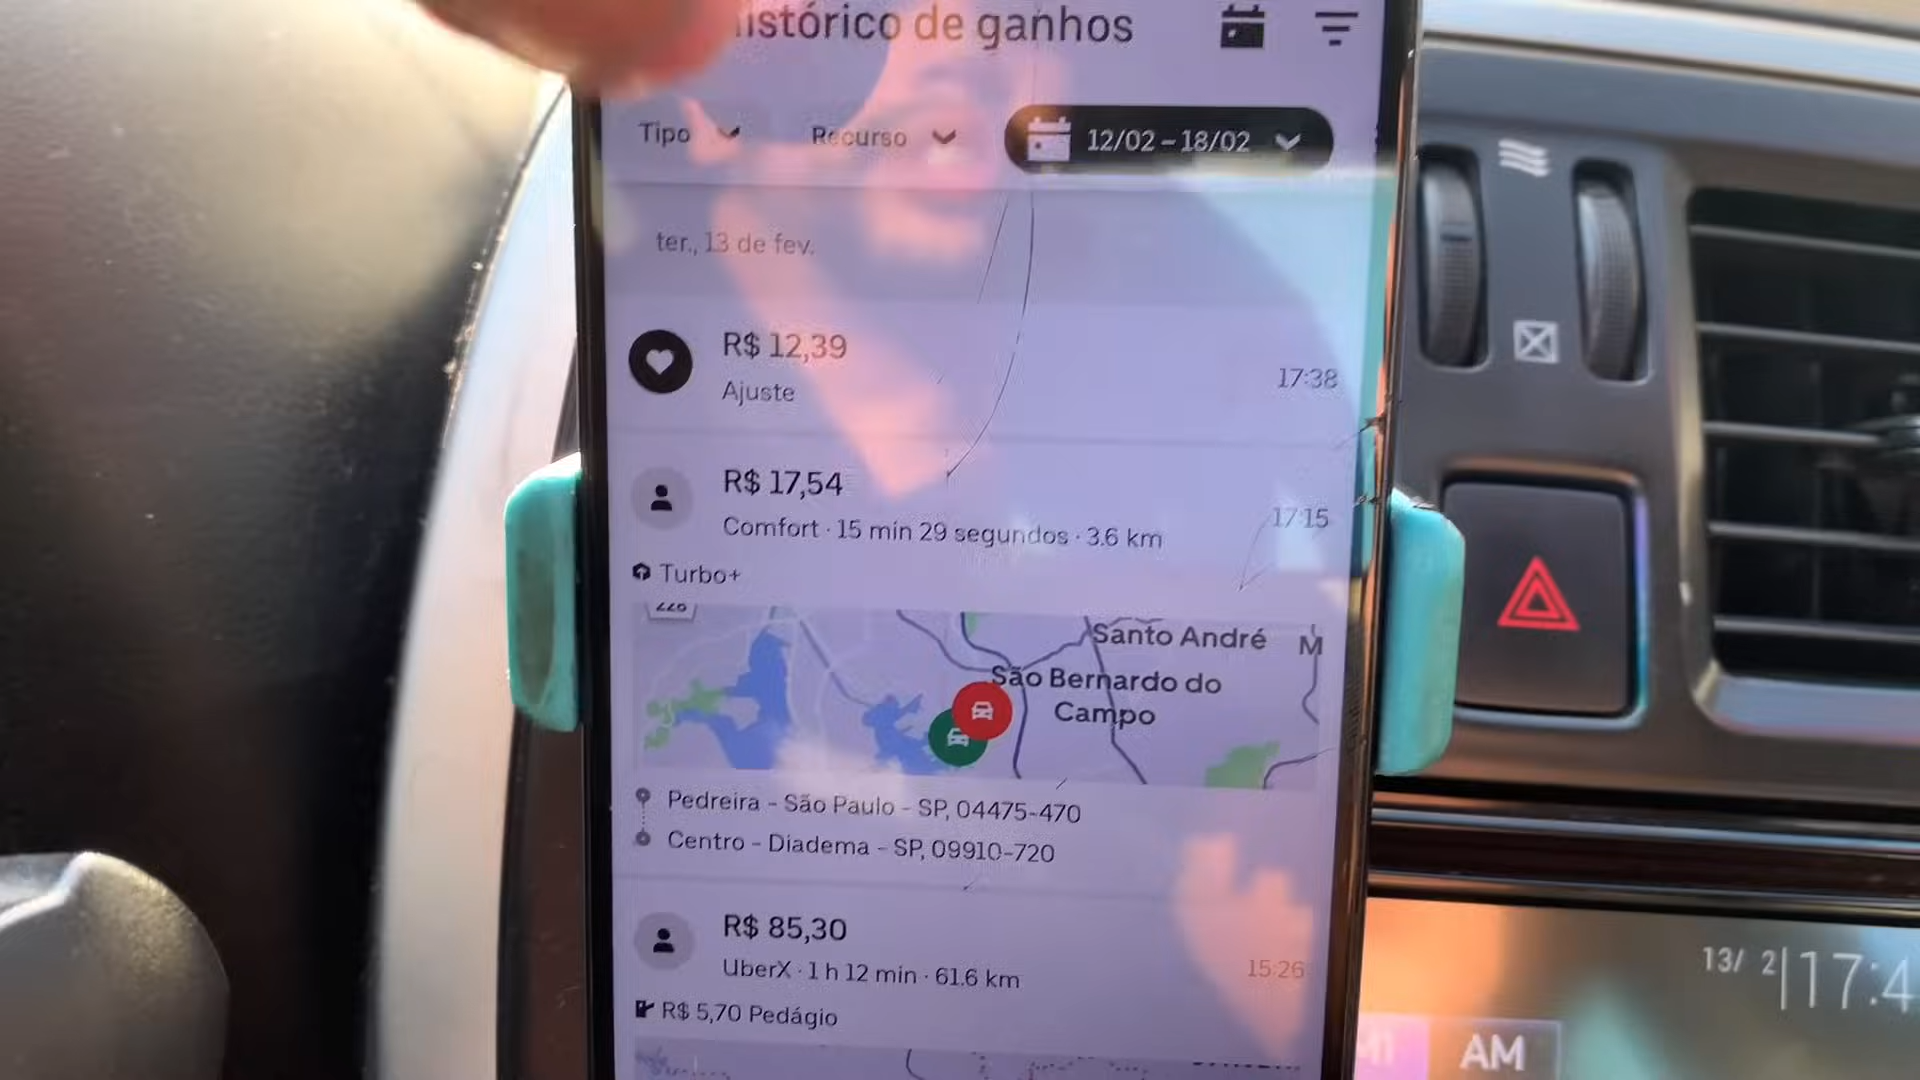 istórico de ganhos
Tipo
Recurso
12/02 – 18/02
ter., 13 de fev.
R$ 12,39
Ajuste
17:38
R$ 17,54
Comfort · 15 min 29 segundos · 3.6 km
17:15
Turbo+
Santo André
M
São Bernardo do
Campo
Pedreira - São Paulo - SP, 04475-470
Centro - Diadema - SP, 09910-720
R$ 85,30
UberX · 1 h 12 min · 61.6 km
15:26
R$ 5,70 Pedágio
13/ 2
17:4
AM